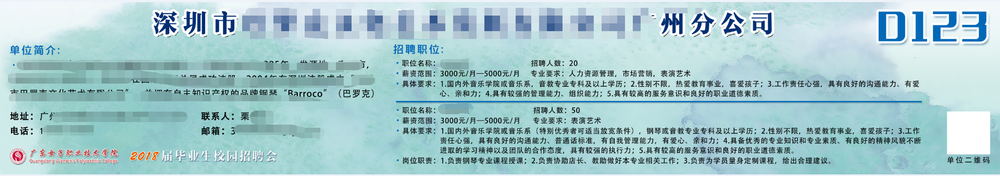 深圳市 州分公司
D123
单位简介:
2004年在深圳注册成立“
自主知识产权的品牌钢琴“Barroco”（巴罗克）
地址：广
联系人：栗
电话：1
邮箱：3
广东女子职业技术学院
Guangdong Women's Polytechnic College
2018届毕业生校园招聘会
招聘职位:
· 职位名称： 招聘人数：20
· 薪资范围：3000元/月—5000元/月 专业要求：人力资源管理，市场营销，表演艺术
· 具体要求：1.国内外音乐学院或音乐系，音教专业专科及以上学历；2.性别不限，热爱教育事业，喜爱孩子；3.工作责任心强，具有良好的沟通能力、有爱
心、亲和力；4.具有较强的管理能力、组织能力；5.具有较高的服务意识和良好的职业道德素质。
· 职位名称： 招聘人数：50
· 薪资范围：3000元/月—5000元/月 专业要求：表演艺术
· 具体要求：1.国内外音乐学院或音乐系（特别优秀者可适当放宽条件），钢琴或音教专业专科及以上学历；2.性别不限，热爱教育事业，喜爱孩子；3.工作
责任心强，具有良好的沟通能力、普通话标准，有自我管理能力，有爱心、亲和力；4.具备优秀的专业知识和专业素质、有良好的精神风貌不断
进取的学习精神以及团队的合作态度，具有较强的执行力；5.具有较高的服务意识和良好的职业道德素质。
· 岗位职责：1.负责钢琴专业课程授课；2.负责协助店长、教助做好本专业相关工作；3.负责为学员量身定制课程，给出合理建议。
单位二维码